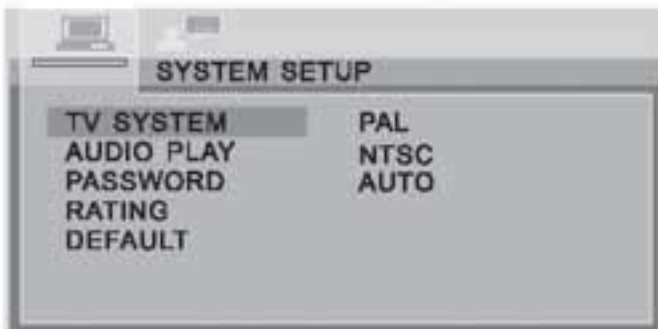 SYSTEM SETUP
TV SYSTEM PAL
AUDIO PLAY NTSC
PASSWORD AUTO
RATING
DEFAULT